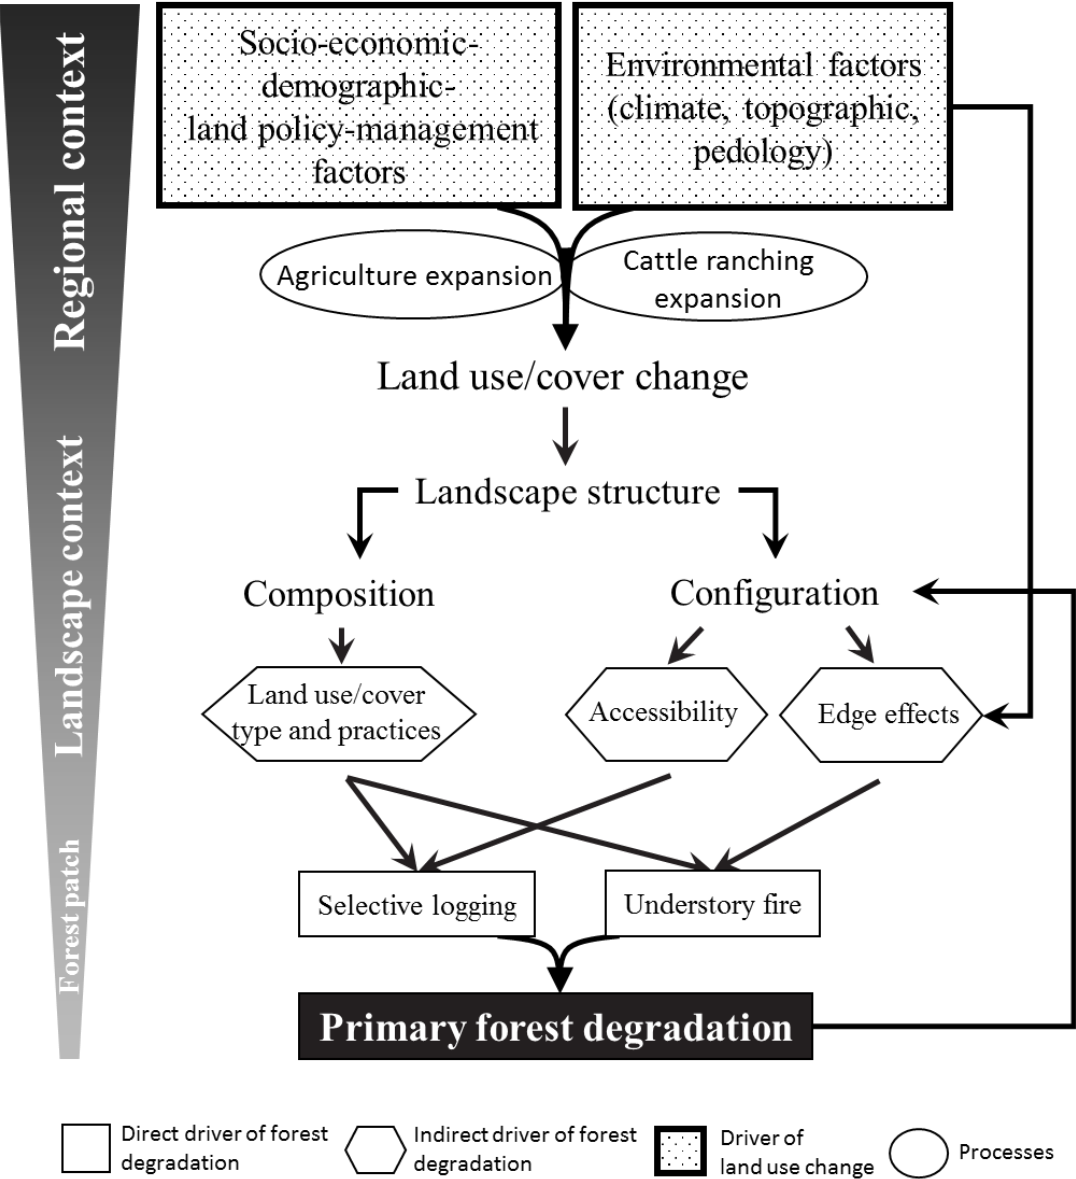 Regional context
Landscape context
Forest patch
Socio-economic-
demographic-
land policy-management
factors
Environmental factors
(climate, topographic,
pedology)
Agriculture expansion
Cattle ranching
expansion
Land use/cover change
Landscape structure
Composition
Configuration
Land use/cover
type and practices
Accessibility
Edge effects
Selective logging
Understory fire
Primary forest degradation
Direct driver of forest
degradation
Indirect driver of forest
degradation
Driver of
land use change
Processes